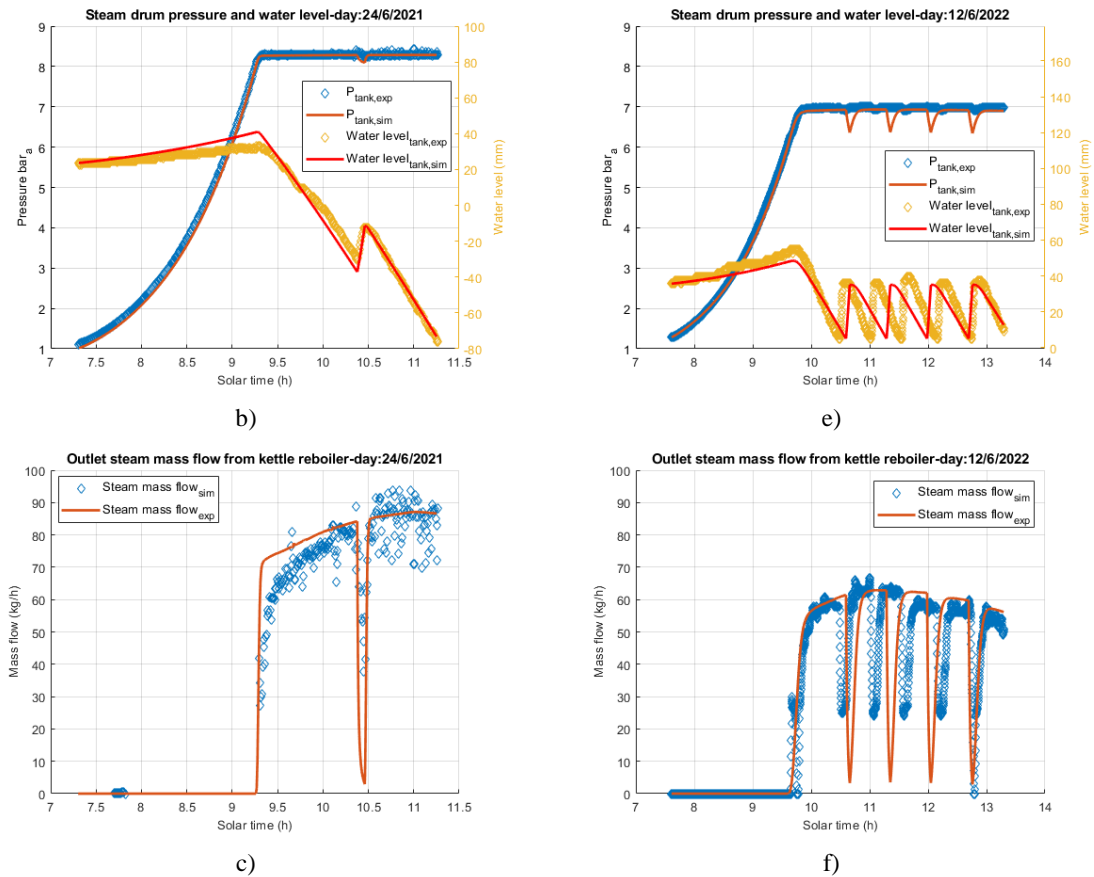 Steam drum pressure and water level-day:24/6/2021
9
8
7
6
5
4
3
2
1
Pressure bar_a
100
80
60
40
20
0
-20
-40
-60
-80
Water level (mm)
P_tank,exp
P_tank,sim
Water level_tank,exp
Water level_tank,sim
7 7.5 8 8.5 9 9.5 10 10.5 11 11.5
Solar time (h)
b)
Steam drum pressure and water level-day:12/6/2022
9
8
7
6
5
4
3
2
1
Pressure bar_a
160
140
120
100
80
60
40
20
0
Water level (mm)
P_tank,exp
P_tank,sim
Water level_tank,exp
Water level_tank,sim
7 8 9 10 11 12 13 14
Solar time (h)
e)
Outlet steam mass flow from kettle reboiler-day:24/6/2021
100
90
80
70
60
50
40
30
20
10
0
Mass flow (kg/h)
Steam mass flow_sim
Steam mass flow_exp
7 7.5 8 8.5 9 9.5 10 10.5 11 11.5
Solar time (h)
c)
Outlet steam mass flow from kettle reboiler-day:12/6/2022
100
90
80
70
60
50
40
30
20
10
0
Mass flow (kg/h)
Steam mass flow_sim
Steam mass flow_exp
7 8 9 10 11 12 13 14
Solar time (h)
f)